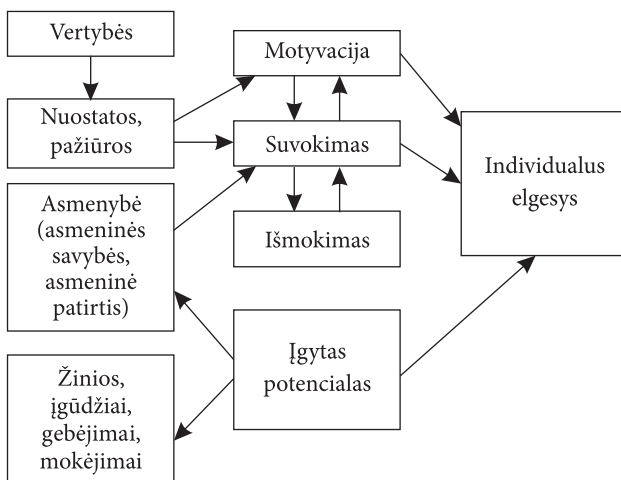 Vertybės
Nuostatos,
pažiūros
Asmenybė
(asmeninės
savybės,
asmeninė
patirtis)
Žinios,
įgūdžiai,
gebėjimai,
mokėjimai
Motyvacija
Suvokimas
Išmokimas
Įgytas
potencialas
Individualus
elgesys